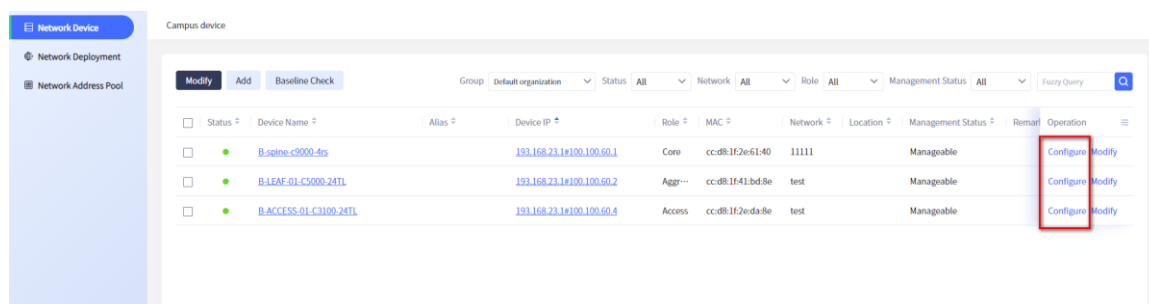 Network Device
Campus device
Network Deployment
Network Address Pool
Modify Add Baseline Check Group Default organization Status All Network All Role All Management Status All Fuzzy Query
Status Device Name Alias Device IP Role MAC Network Location Management Status Remark Operation
B-spine-c9000-4rs 193.168.23.1#100.100.60.1 Core cc:d8:1f:2e:61:40 11111 Manageable Configure Modify
B-LEAF-01-C5000-24TL 193.168.23.1#100.100.60.2 Aggr··· cc:d8:1f:41:bd:8e test Manageable Configure Modify
B-ACCESS-01-C3100-24TL 193.168.23.1#100.100.60.4 Access cc:d8:1f:2e:da:8e test Manageable Configure Modify